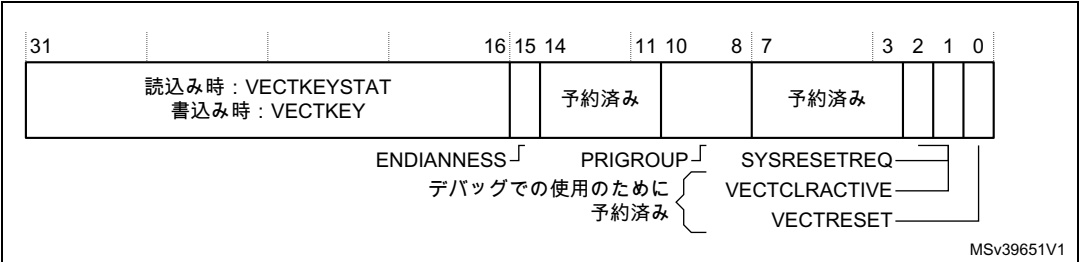 31 16 15 14 11 10 8 7 3 2 1 0
読込み時：VECTKEYSTAT
書込み時：VECTKEY
予約済み
予約済み
ENDIANNESS
PRIGROUP
SYSRESETREQ
デバッグでの使用のために
予約済み
VECTCLRACTIVE
VECTRESET
MSv39651V1